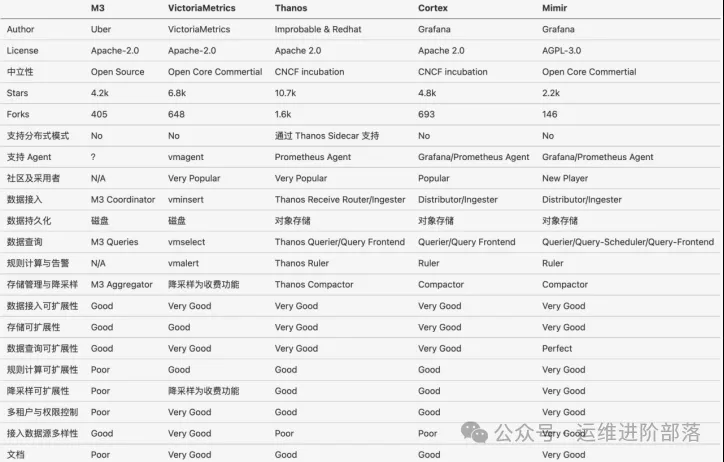 M3 VictoriaMetrics Thanos Cortex Mimir
Author Uber VictoriaMetrics Improbable & Redhat Grafana Grafana
License Apache-2.0 Apache-2.0 Apache 2.0 Apache 2.0 AGPL-3.0
中立性 Open Source Open Core Commertial CNCF incubation CNCF incubation Open Core Commertial
Stars 4.2k 6.8k 10.7k 4.8k 2.2k
Forks 405 648 1.6k 693 146
支持分布式模式 No No 通过 Thanos Sidecar 支持 No No
支持 Agent ? vmagent Prometheus Agent Grafana/Prometheus Agent Grafana/Prometheus Agent
社区及采用者 N/A Very Popular Very Popular Popular New Player
数据接入 M3 Coordinator vminsert Thanos Receive Router/Ingester Distributor/Ingester Distributor/Ingester
数据持久化 磁盘 磁盘 对象存储 对象存储 对象存储
数据查询 M3 Queries vmselect Thanos Querier/Query Frontend Querier/Query Frontend Querier/Query-Scheduler/Query-Frontend
规则计算与告警 N/A vmalert Thanos Ruler Ruler Ruler
存储管理与降采样 M3 Aggregator 降采样为收费功能 Thanos Compactor Compactor Compactor
数据接入可扩展性 Good Very Good Very Good Very Good Very Good
存储可扩展性 Good Good Very Good Very Good Very Good
数据查询可扩展性 Good Very Good Very Good Very Good Perfect
规则计算可扩展性 Poor Good Good Good Very Good
降采样可扩展性 Poor 降采样为收费功能 Good Good Very Good
多租户与权限控制 Poor Very Good Good Good Very Good
接入数据源多样性 Good Very Good Poor Poor Very Good
文档 Poor Very Good Good Good Very Good
公众号 · 运维进阶部落